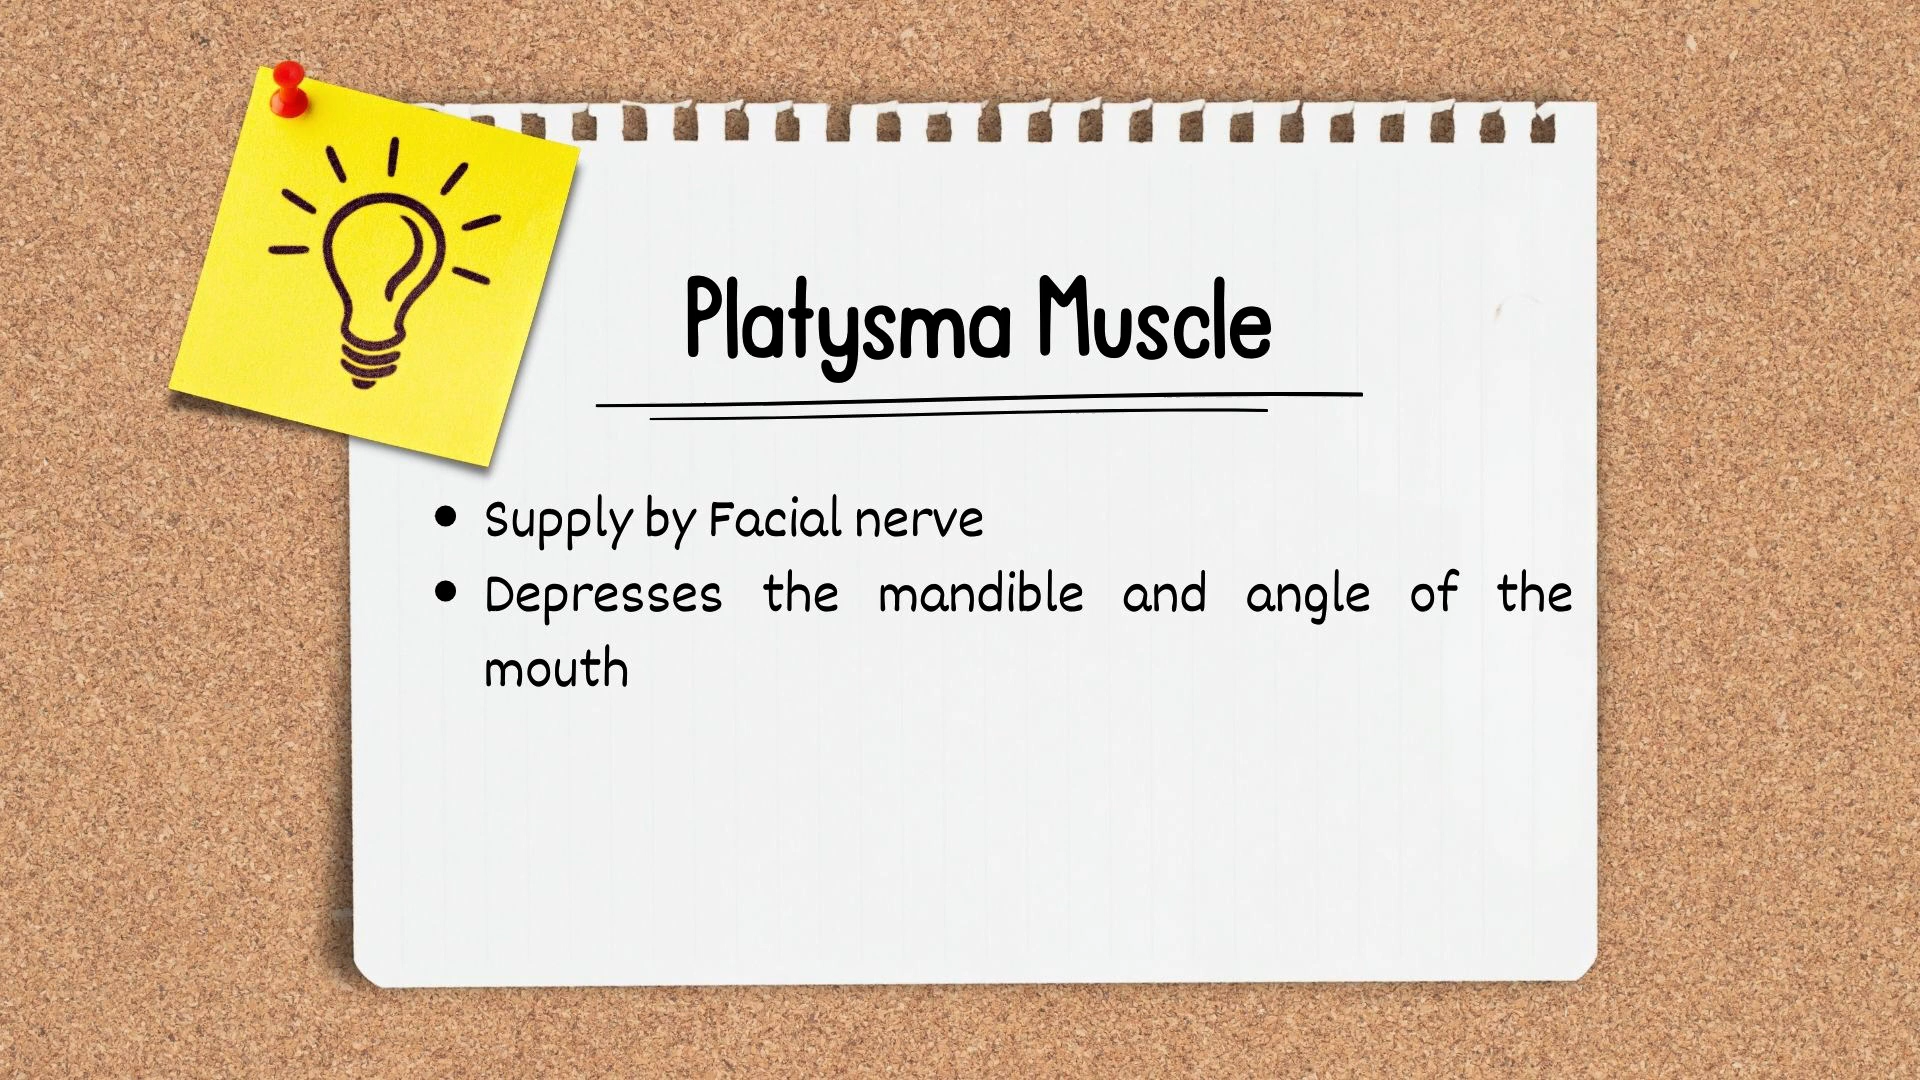 Platysma Muscle
• Supply by Facial nerve
• Depresses the mandible and angle of the
mouth